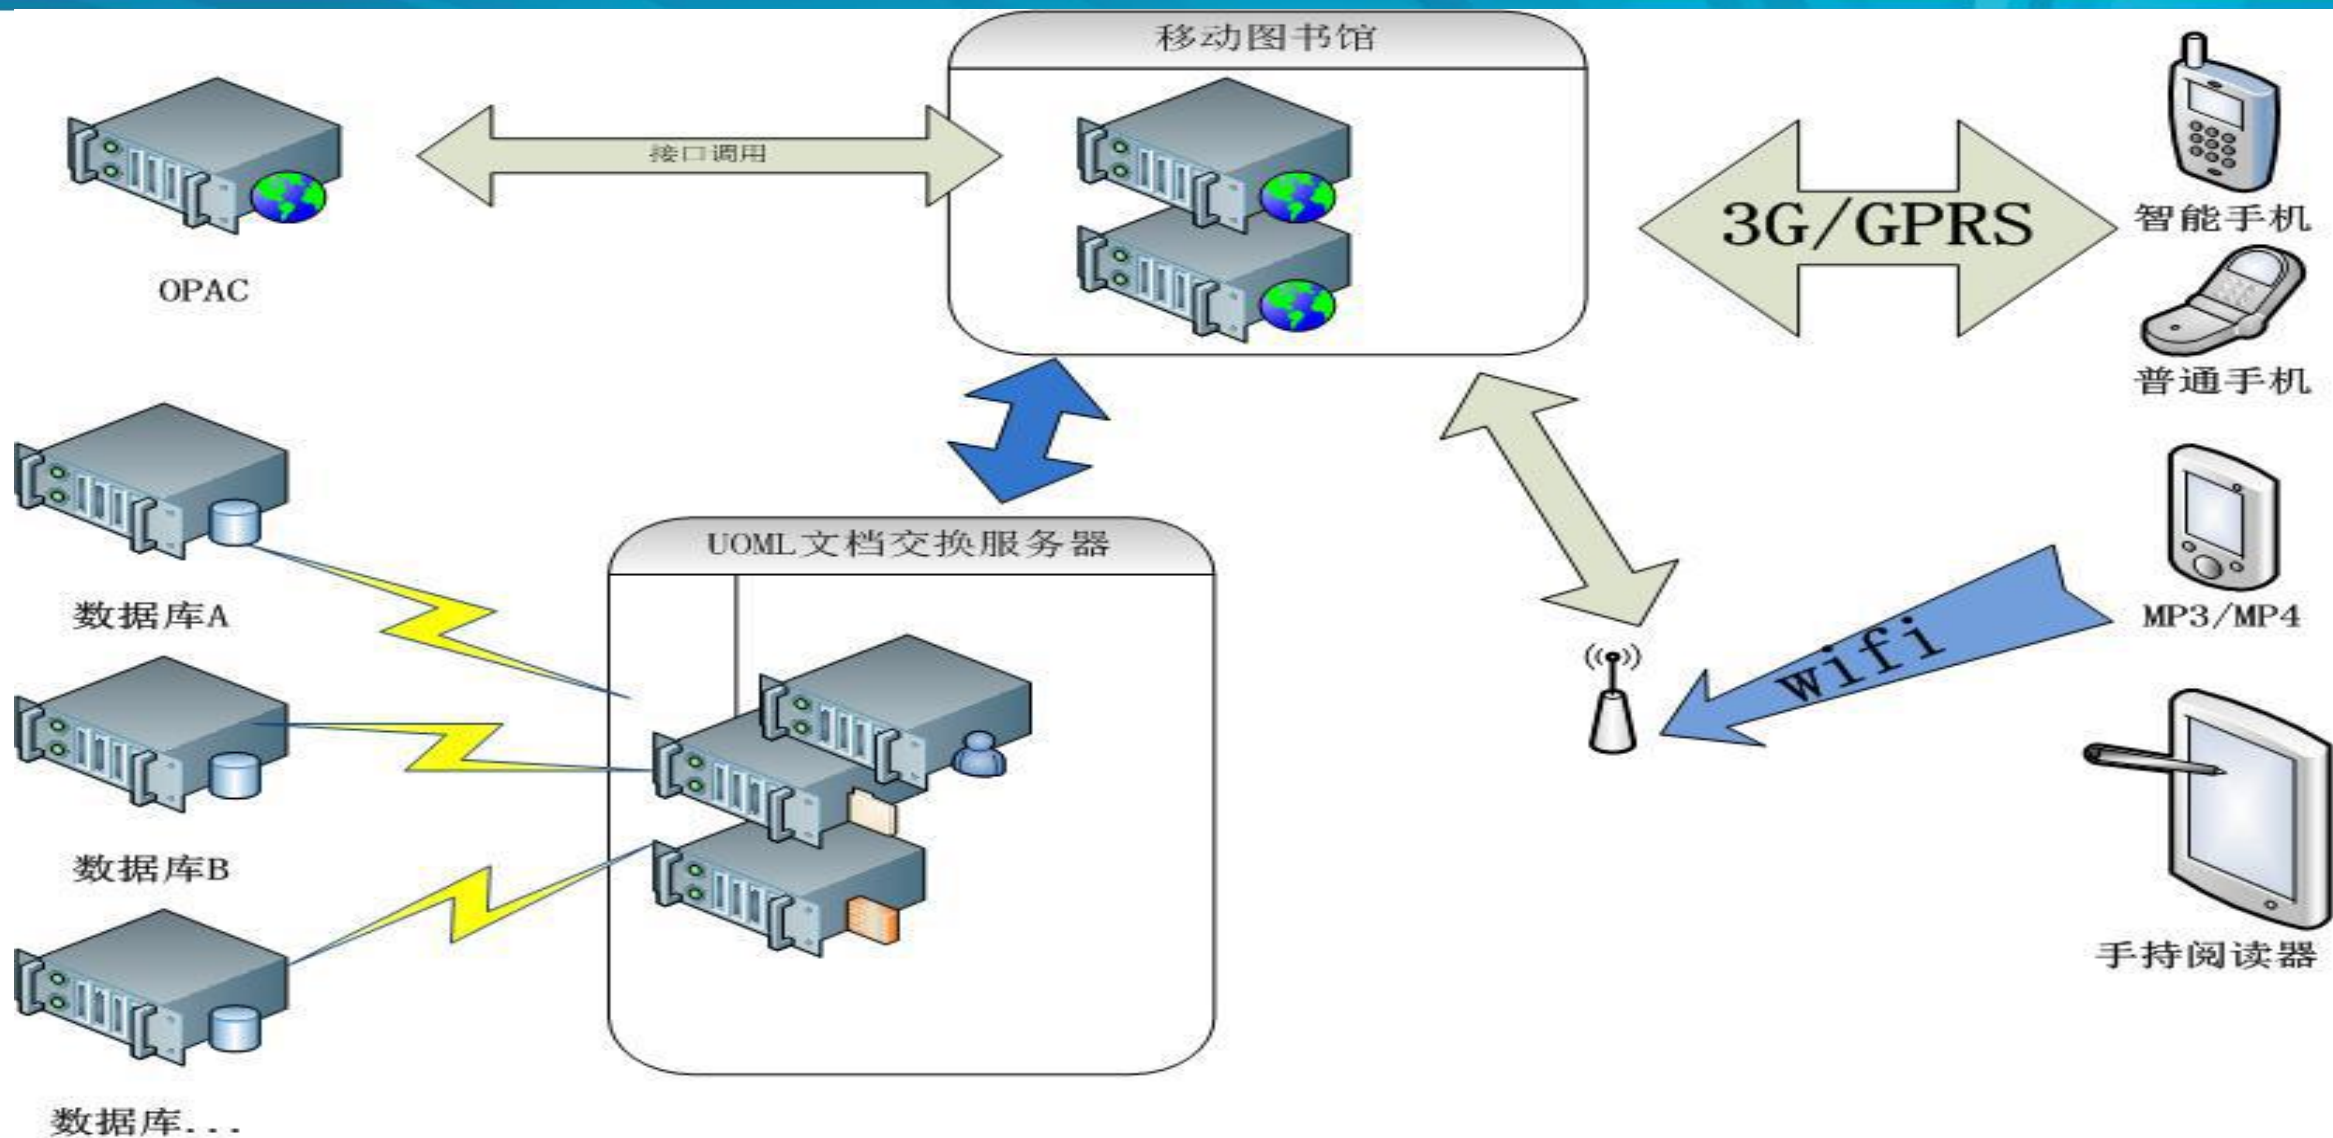 移动图书馆
接口调用
3G/GPRS
智能手机
OPAC
普通手机
UOML文档交换服务器
数据库A
MP3/MP4
wifi
数据库B
手持阅读器
数据库...